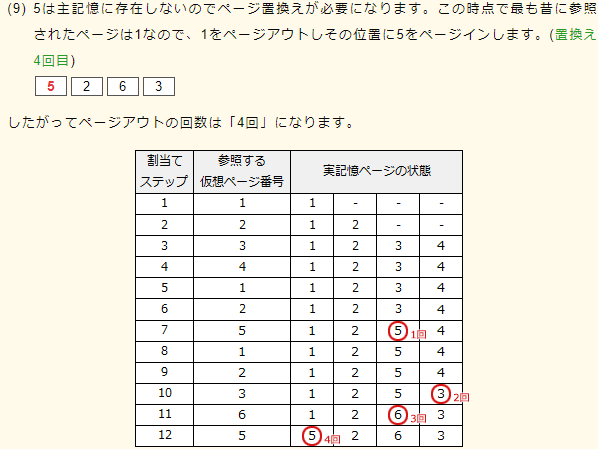 (9) 5は主記憶に存在しないのでページ置換えが必要になります。この時点で最も昔に参照
されたページは1なので、1をページアウトしその位置に5をページインします。(置換え
4回目)
5 2 6 3
したがってページアウトの回数は「4回」になります。
割当て 参照する 実記憶ページの状態
ステップ 仮想ページ番号
1 1 1 - - -
2 2 1 2 - -
3 3 1 2 3 4
4 4 1 2 3 4
5 1 1 2 3 4
6 2 1 2 3 4
7 5 1 2 5 1回 4
8 1 1 2 5 4
9 2 1 2 5 4
10 3 1 2 5 3 2回
11 6 1 2 6 3回 3
12 5 5 4回 2 6 3